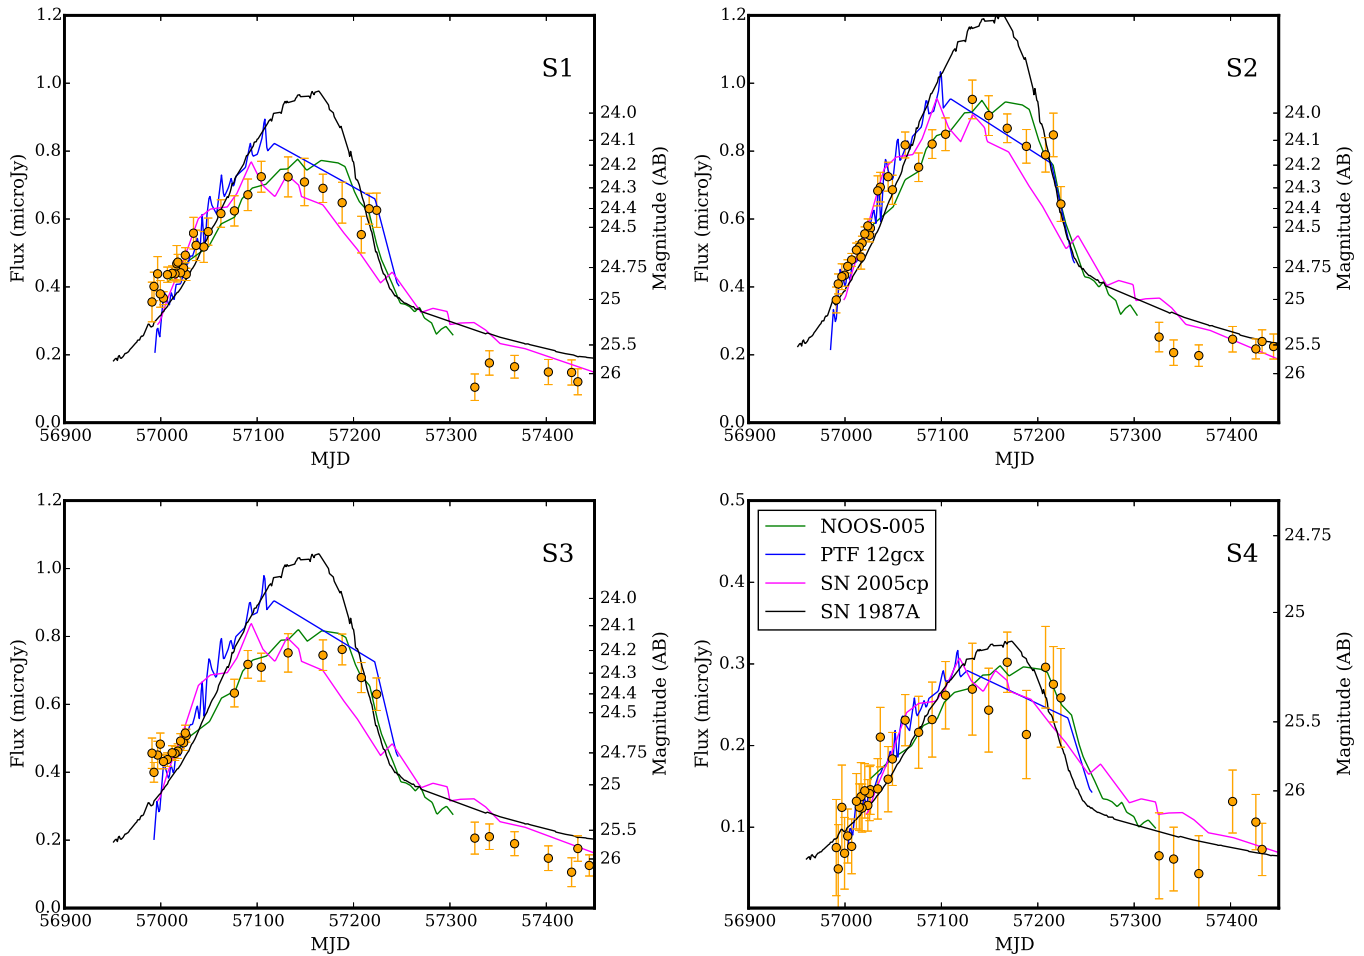 1.2
1.0
0.8
0.6
0.4
0.2
0.0
Flux (microJy)
S1
24.0
24.1
24.2
24.3
24.4
24.5
24.75
25
25.5
26
Magnitude (AB)
56900 57000 57100 57200 57300 57400
MJD
1.2
1.0
0.8
0.6
0.4
0.2
0.0
Flux (microJy)
S2
24.0
24.1
24.2
24.3
24.4
24.5
24.75
25
25.5
26
Magnitude (AB)
56900 57000 57100 57200 57300 57400
MJD
1.2
1.0
0.8
0.6
0.4
0.2
0.0
Flux (microJy)
S3
24.0
24.1
24.2
24.3
24.4
24.5
24.75
25
25.5
26
Magnitude (AB)
56900 57000 57100 57200 57300 57400
MJD
0.5
0.4
0.3
0.2
0.1
Flux (microJy)
NOOS-005
PTF 12gcx
SN 2005cp
SN 1987A
S4
24.75
25
25.5
26
Magnitude (AB)
56900 57000 57100 57200 57300 57400
MJD